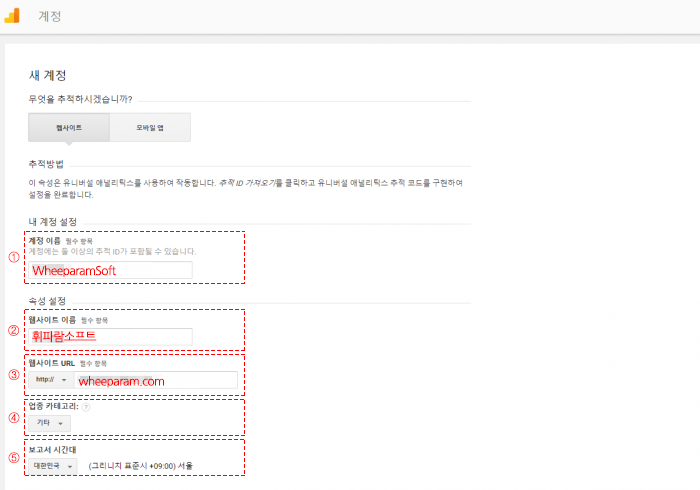 계정
새 계정
무엇을 추적하시겠습니까?
웹사이트 모바일 앱
추적방법
이 속성은 유니버설 애널리틱스를 사용하여 작동합니다. 추적 ID 가져오기를 클릭하고 유니버설 애널리틱스 추적 코드를 구현하여
설정을 완료합니다.
내 계정 설정
① 계정 이름 필수 항목
계정에는 둘 이상의 추적 ID가 포함될 수 있습니다.
WheeparamSoft
속성 설정
② 웹사이트 이름 필수 항목
휘파람소프트
③ 웹사이트 URL 필수 항목
http:// wheeparam.com
④ 업종 카테고리: ?
기타
⑤ 보고서 시간대
대한민국 (그리니치 표준시 +09:00) 서울